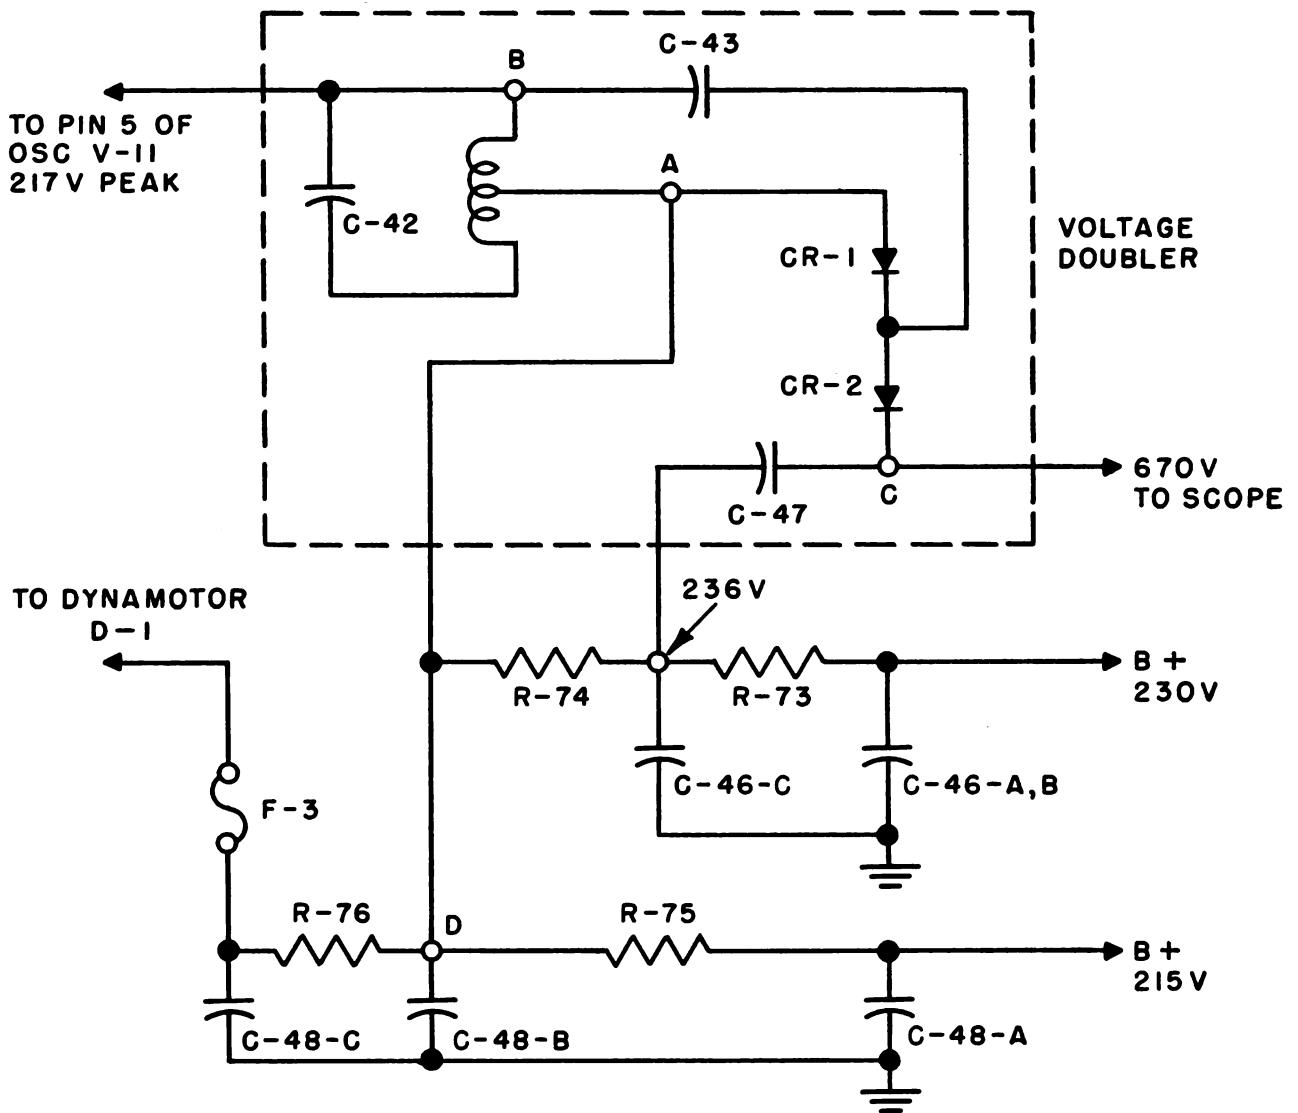 C-43
B
TO PIN 5 OF
OSC V-11
217V PEAK
A
C-42
VOLTAGE
DOUBLER
CR-1
CR-2
670V
TO SCOPE
C
C-47
TO DYNAMOTOR
D-1
236V
R-74
R-73
B+
230V
F-3
C-46-C
C-46-A,B
R-76
D
R-75
B+
215V
C-48-C
C-48-B
C-48-A